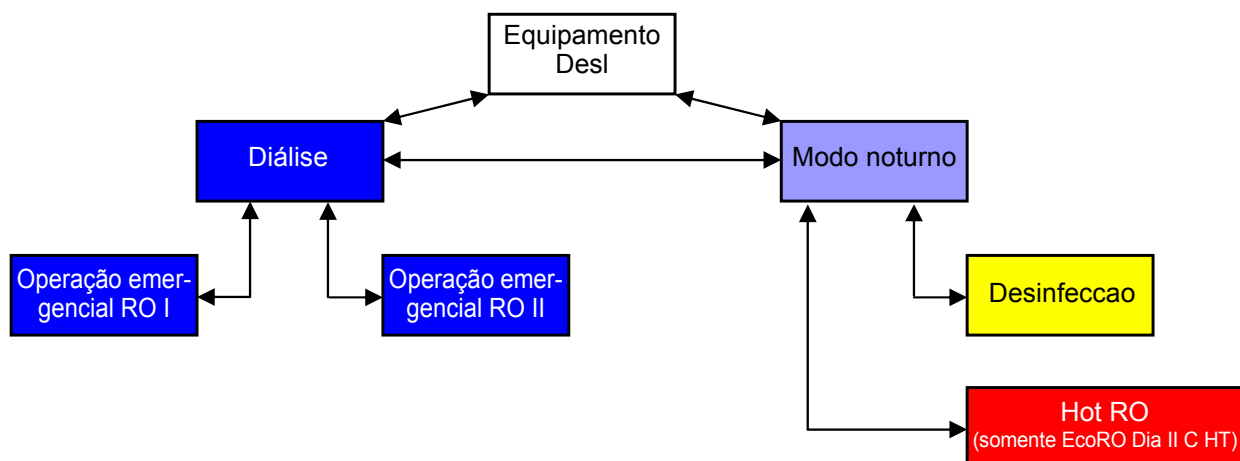 Equipamento
Desl
Diálise
Modo noturno
Operação emer-
gencial RO I
Operação emer-
gencial RO II
Desinfeccao
Hot RO
(somente EcoRO Dia II C HT)